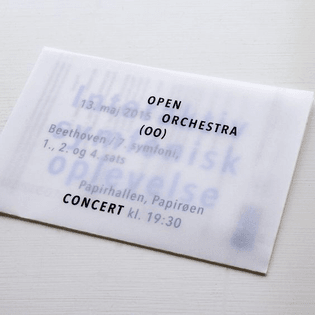 OPEN
13. maj 2015 ORCHESTRA
(OO)
Beethoven 7. symfoni,
1., 2. og 4. sats
oplevelse
Papirhallen, Papirøen
CONCERT kl. 19:30